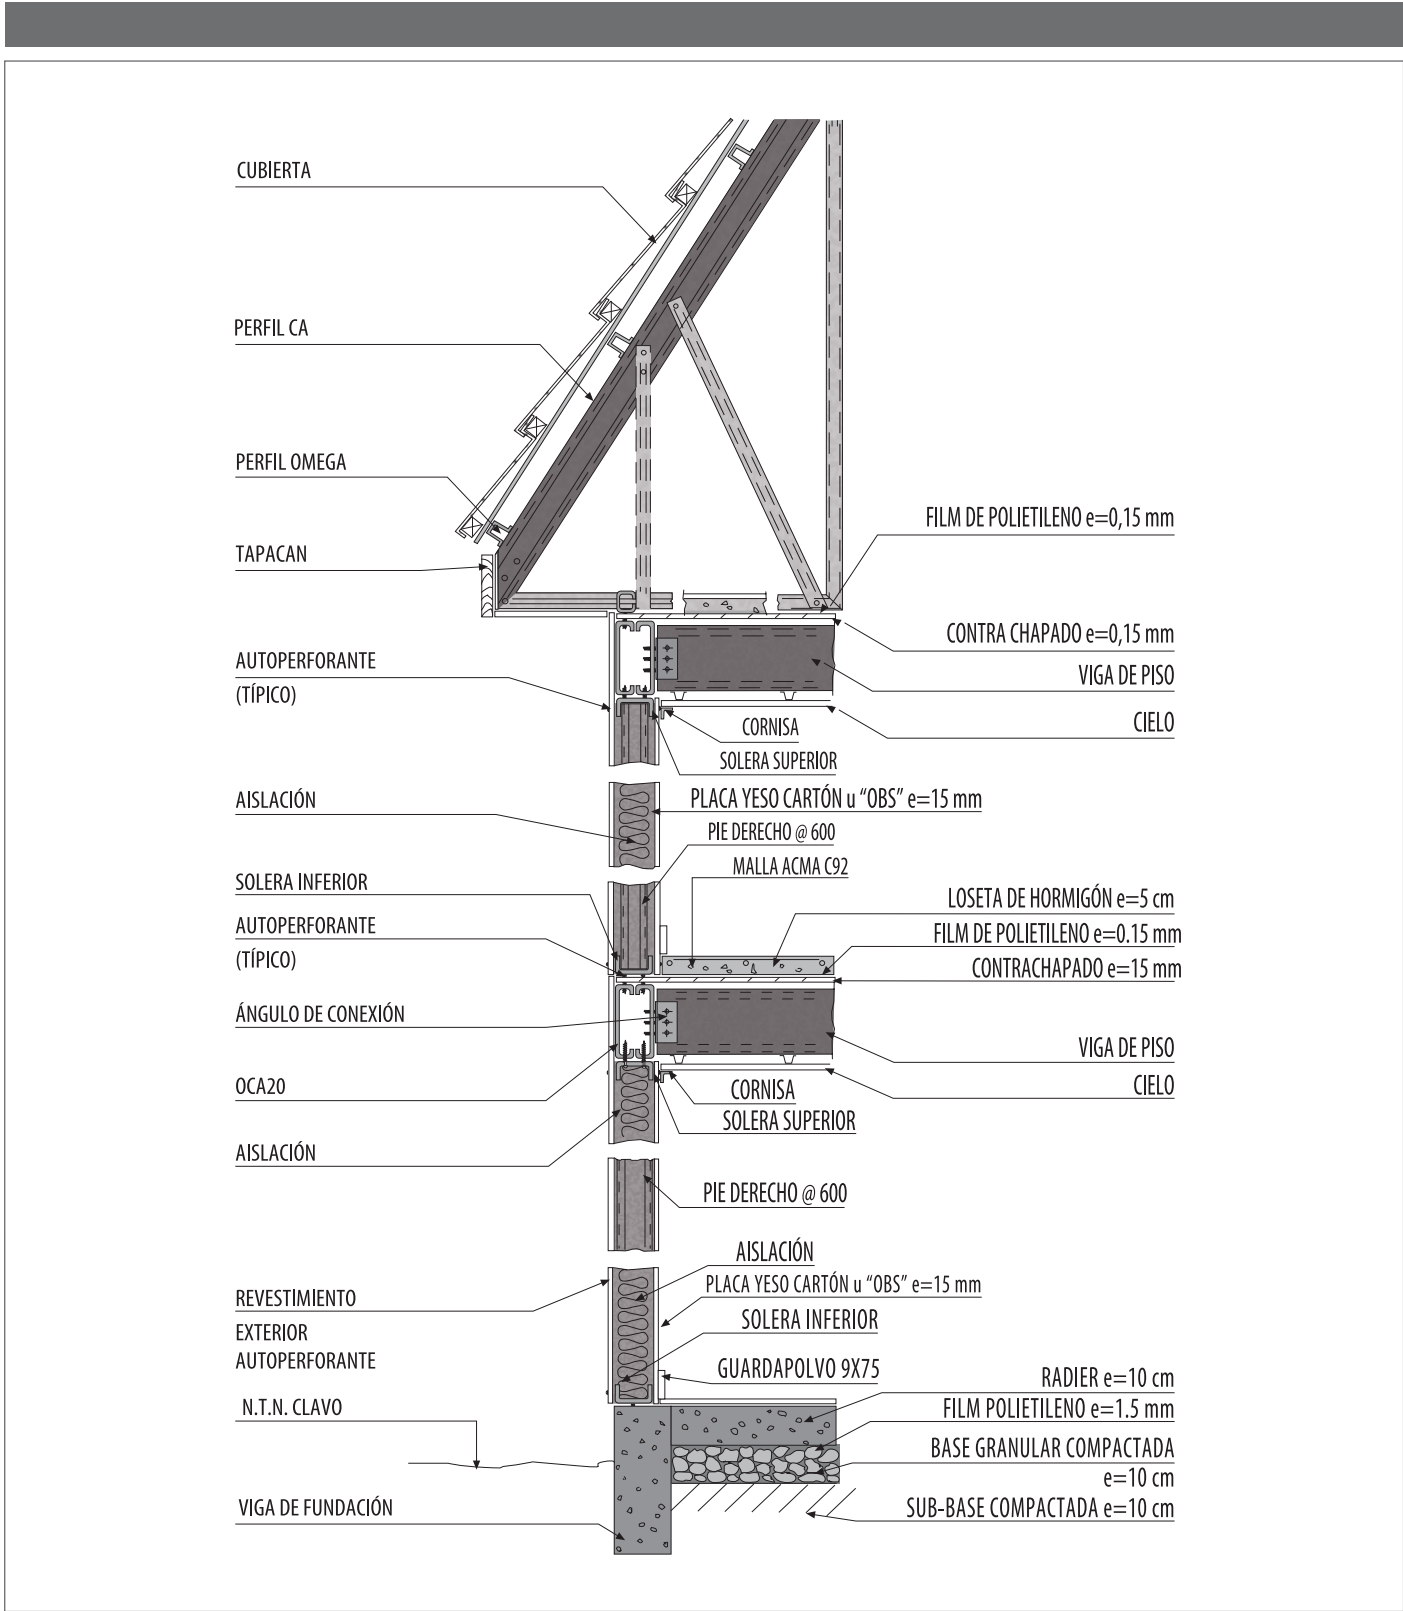 CUBIERTA
PERFIL CA
PERFIL OMEGA
TAPACAN
FILM DE POLIETILENO e=0,15 mm
CONTRA CHAPADO e=0,15 mm
AUTOPERFORANTE
(TÍPICO)
VIGA DE PISO
CIELO
CORNISA
SOLERA SUPERIOR
AISLACIÓN
PLACA YESO CARTÓN u “OBS” e=15 mm
PIE DERECHO @ 600
MALLA ACMA C92
SOLERA INFERIOR
LOSETA DE HORMIGÓN e=5 cm
AUTOPERFORANTE
(TÍPICO)
FILM DE POLIETILENO e=0.15 mm
CONTRACHAPADO e=15 mm
ÁNGULO DE CONEXIÓN
VIGA DE PISO
OCA20
CIELO
CORNISA
SOLERA SUPERIOR
AISLACIÓN
PIE DERECHO @ 600
AISLACIÓN
PLACA YESO CARTÓN u “OBS” e=15 mm
REVESTIMIENTO
EXTERIOR
AUTOPERFORANTE
SOLERA INFERIOR
GUARDAPOLVO 9X75
RADIER e=10 cm
N.T.N. CLAVO
FILM POLIETILENO e=1.5 mm
BASE GRANULAR COMPACTADA
e=10 cm
VIGA DE FUNDACIÓN
SUB-BASE COMPACTADA e=10 cm